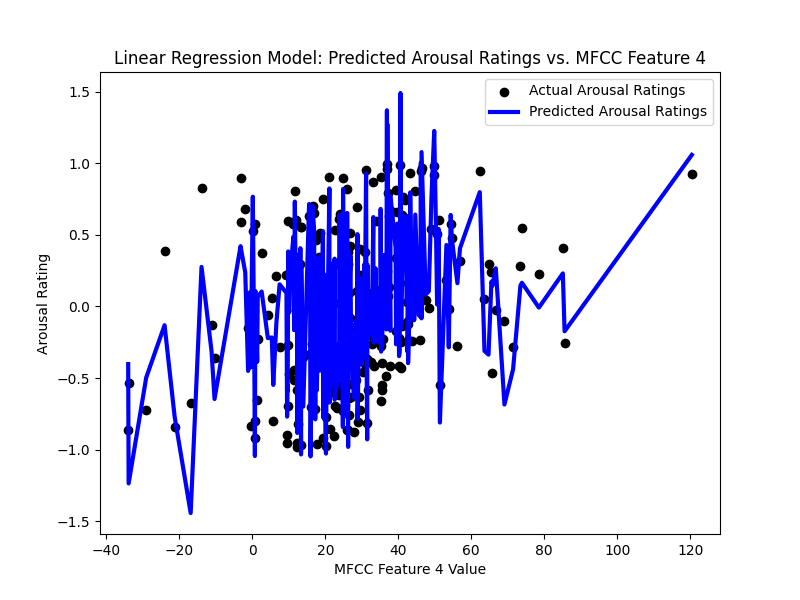 Linear Regression Model: Predicted Arousal Ratings vs. MFCC Feature 4
Actual Arousal Ratings
Predicted Arousal Ratings
1.5
1.0
0.5
0.0
−0.5
−1.0
−1.5
Arousal Rating
−40 −20 0 20 40 60 80 100 120
MFCC Feature 4 Value